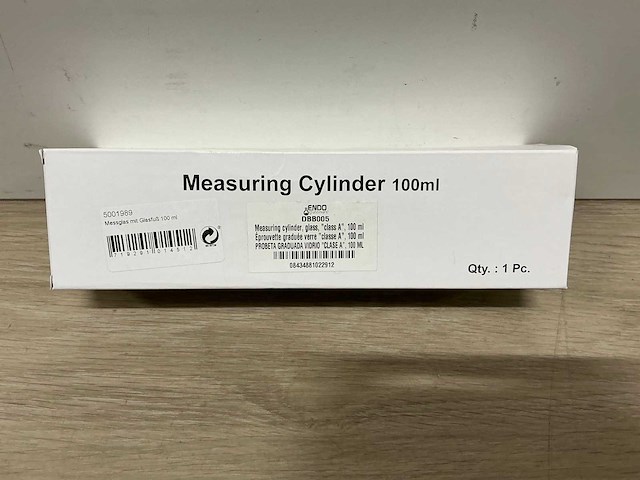 Measuring Cylinder 100ml
5001989
Messglas mit Glasfuß 100 ml
ENDO
DBB005
Measuring cylinder, glass, "class A", 100 ml
Éprouvette graduée verre "classe A", 100 ml
PROBETA GRADUADA VIDRIO "CLASE A", 100 ML
08434881022912
Qty. : 1 Pc.